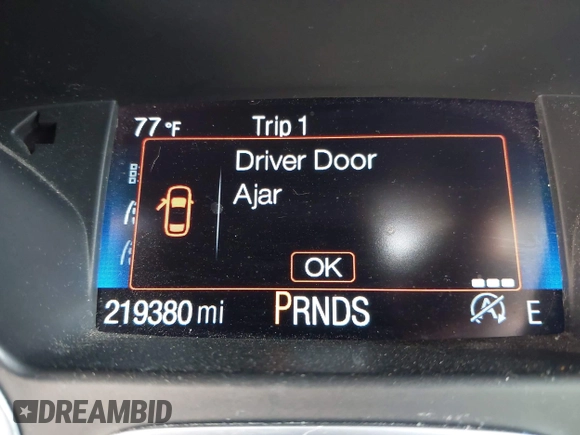 77 °F Trip 1
Driver Door
Ajar
OK
219380 mi PRNDS A E
DREAMBID